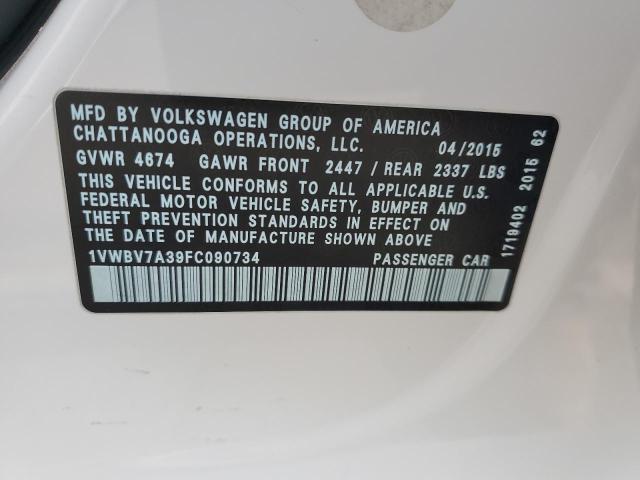 MFD BY VOLKSWAGEN GROUP OF AMERICA
CHATTANOOGA OPERATIONS, LLC. 04/2015
GVWR 4674 GAWR FRONT 2447 / REAR 2337 LBS
THIS VEHICLE CONFORMS TO ALL APPLICABLE U.S.
FEDERAL MOTOR VEHICLE SAFETY, BUMPER AND
THEFT PREVENTION STANDARDS IN EFFECT ON
THE DATE OF MANUFACTURE SHOWN ABOVE
1VWBV7A39FC090734 PASSENGER CAR
1719402 2015 62